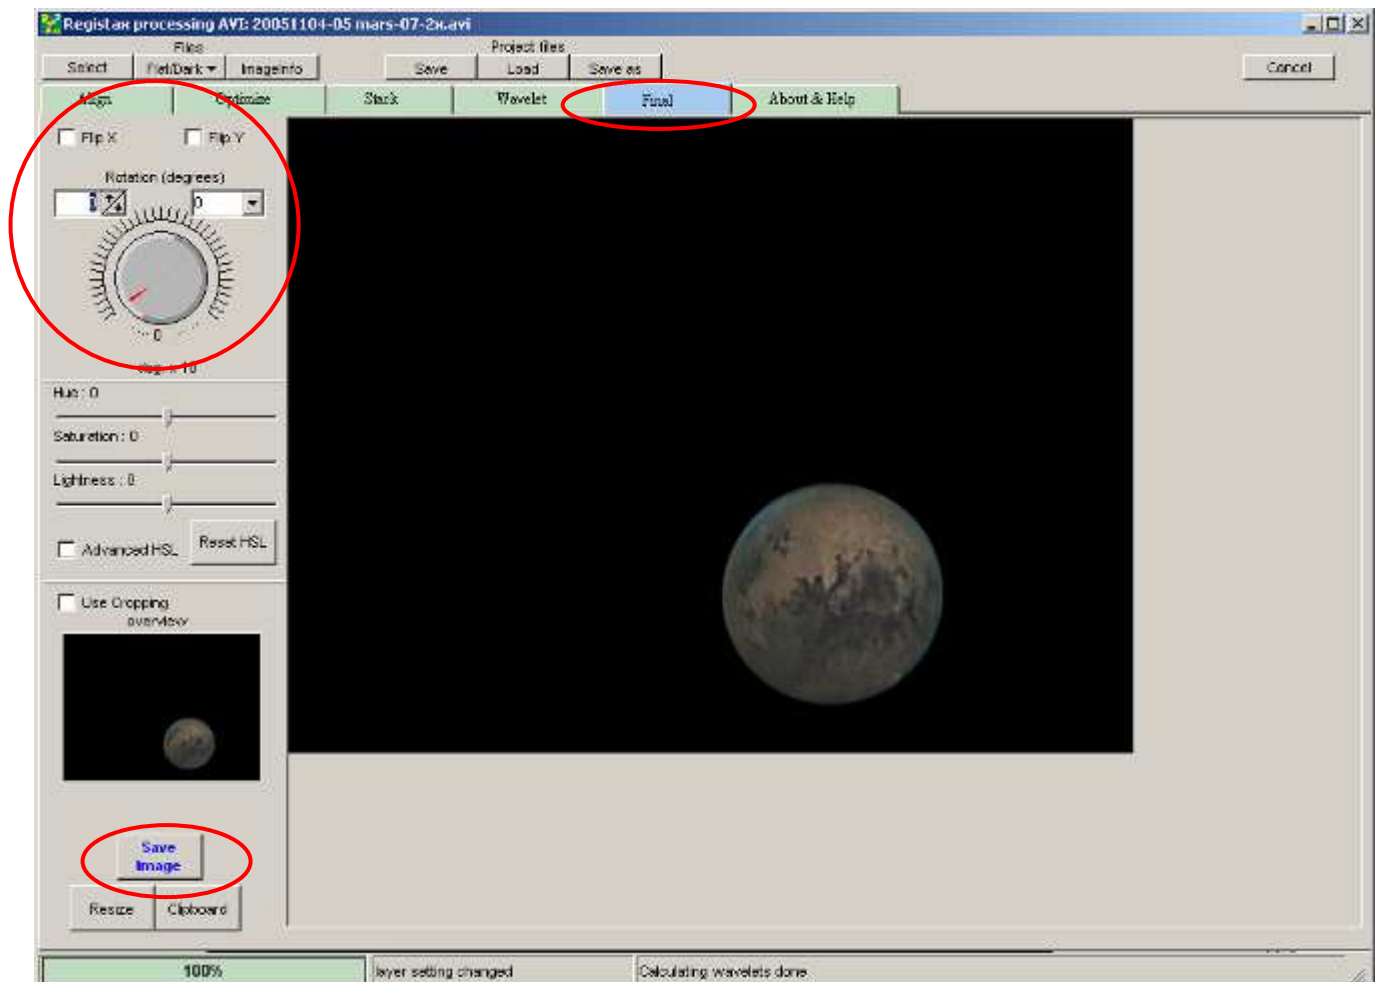 Registax processing AVI: 20051104-05 mars-07-2x.avi
Files Project files
Select Flat/Dark ImageInfo Save Load Save as Cancel
Align Optimize Stack Wavelet Final About & Help
Flip X Flip Y
Rotation (degrees)
0
0
deg. x 10
Hue : 0
Saturation : 0
Lightness : 0
Advanced HSL Reset HSL
Use Cropping
overview
Save
Image
Resize Clipboard
100% layer setting changed Calculating wavelets done